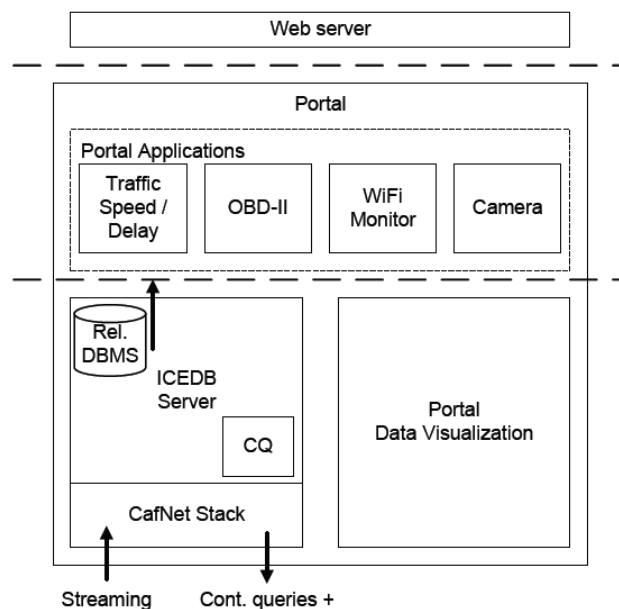 Web server
Portal
Portal Applications
Traffic
Speed /
Delay
OBD-II
WiFi
Monitor
Camera
Rel.
DBMS
ICEDB
Server
CQ
CafNet Stack
Portal
Data Visualization
Streaming
Cont. queries +